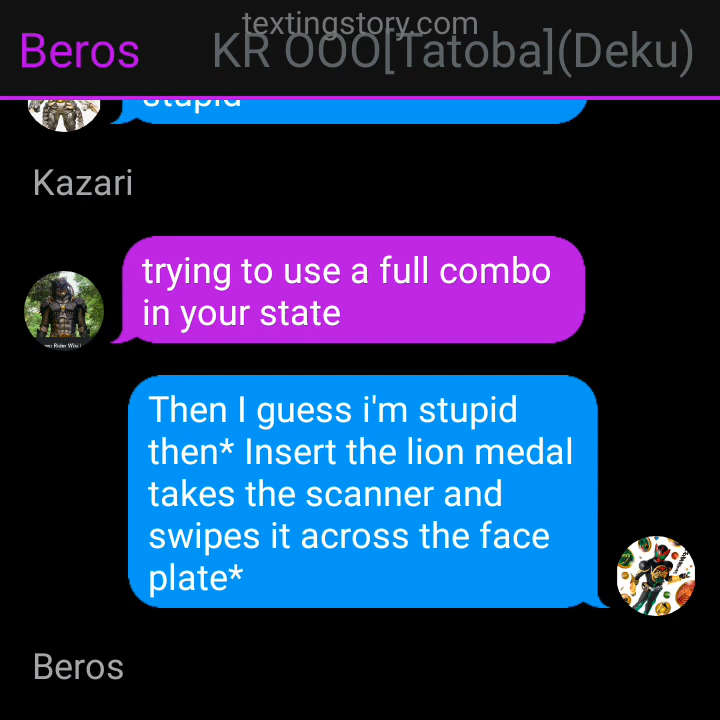 textingstory.com
Beros KR OOO[Tatoba](Deku)
stupid
Kazari
trying to use a full combo
in your state
Then I guess i'm stupid
then* Insert the lion medal
takes the scanner and
swipes it across the face
plate*
Beros